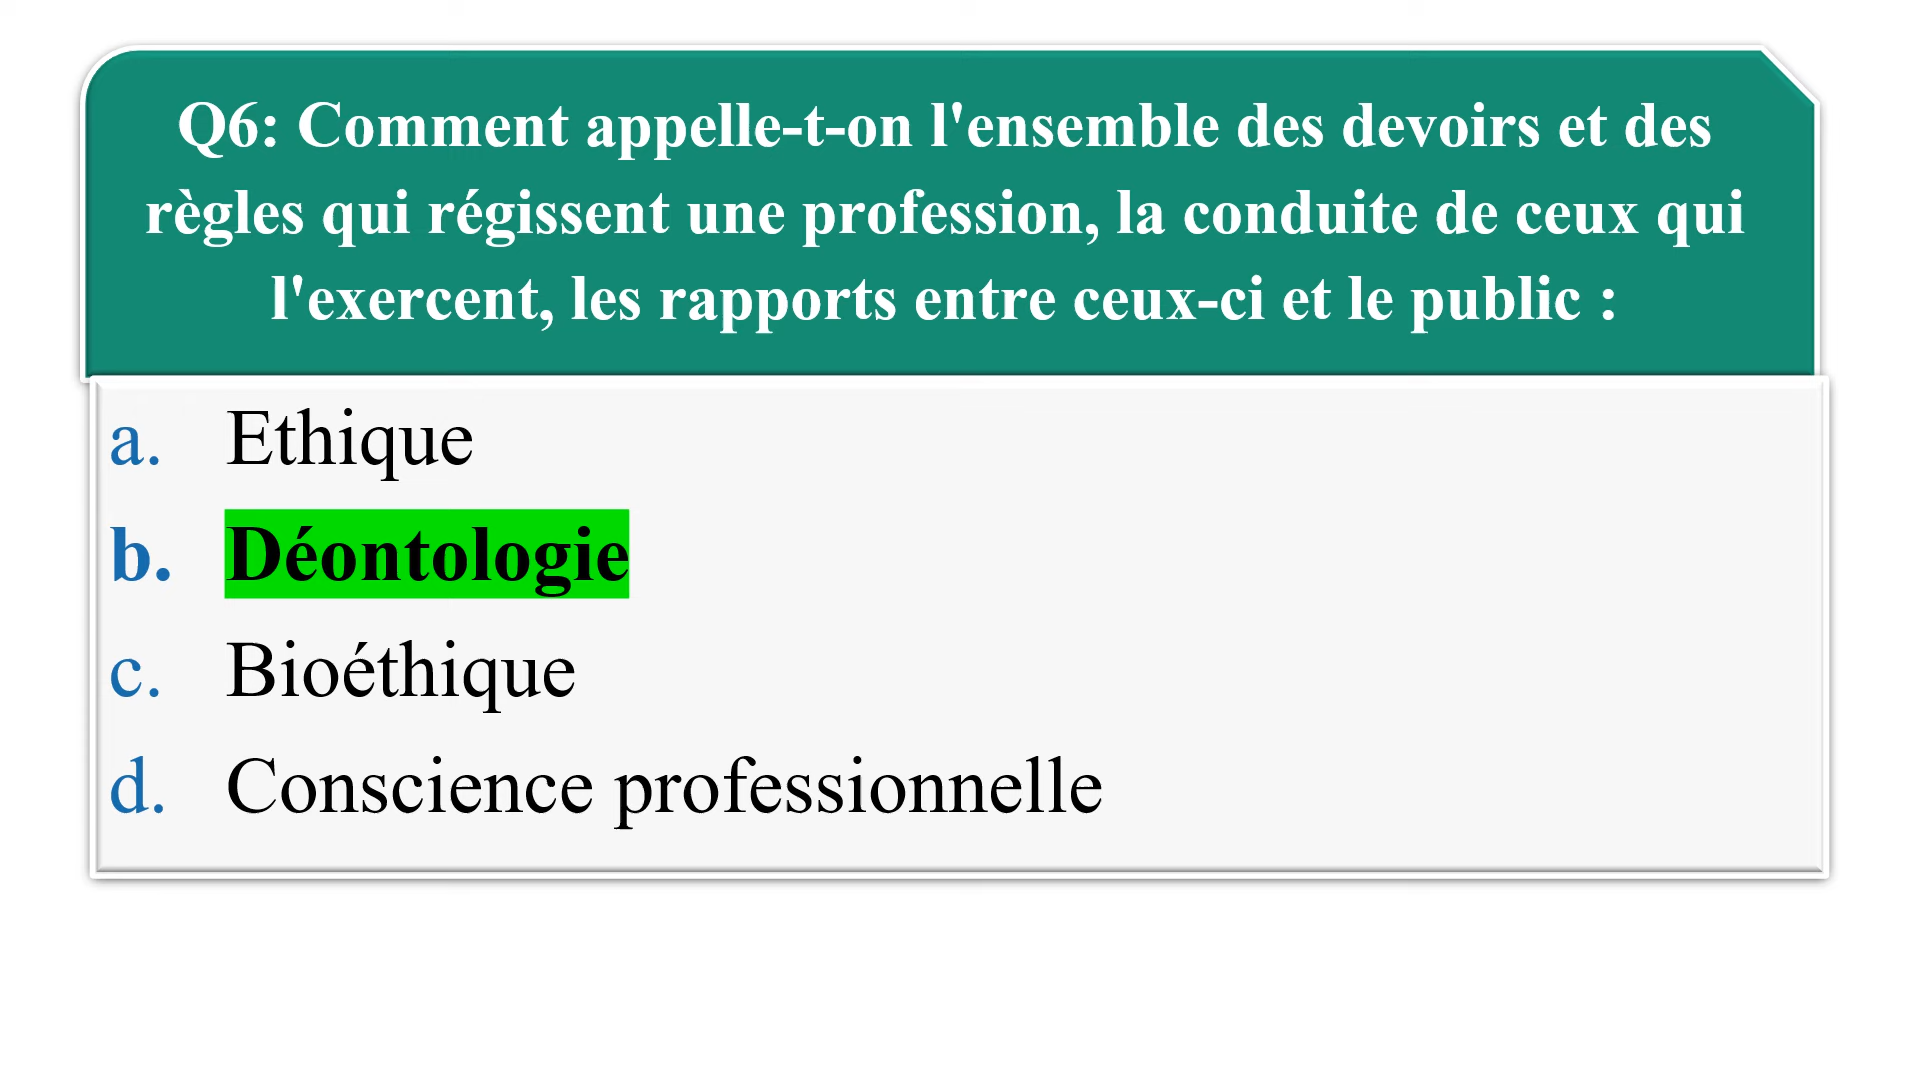 Q6: Comment appelle-t-on l'ensemble des devoirs et des
règles qui régissent une profession, la conduite de ceux qui
l'exercent, les rapports entre ceux-ci et le public :
a. Ethique
b. Déontologie
c. Bioéthique
d. Conscience professionnelle